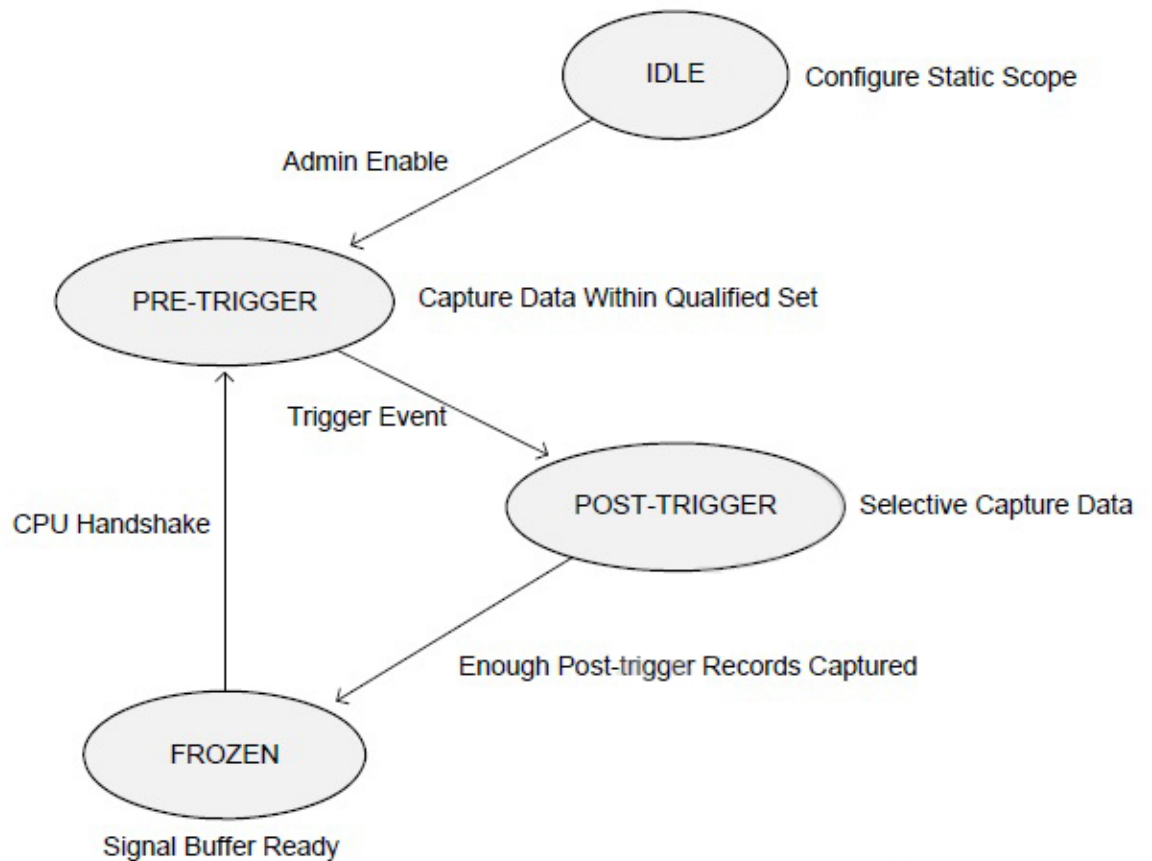 IDLE
Configure Static Scope
Admin Enable
PRE-TRIGGER
Capture Data Within Qualified Set
Trigger Event
POST-TRIGGER
Selective Capture Data
CPU Handshake
Enough Post-trigger Records Captured
FROZEN
Signal Buffer Ready